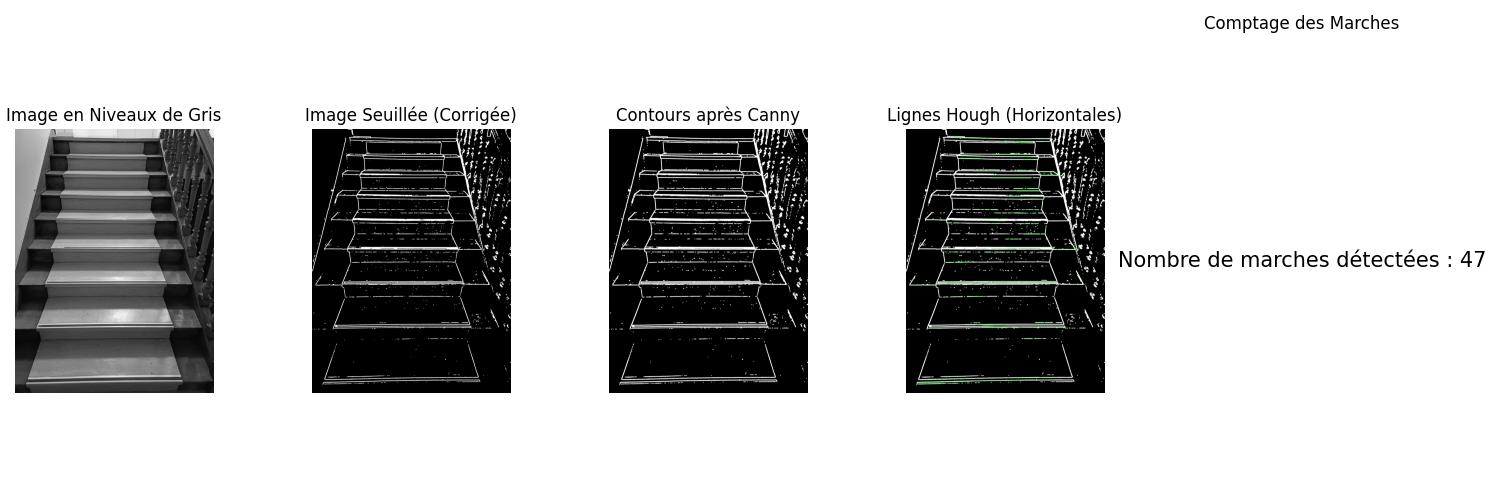 Comptage des Marches
Image en Niveaux de Gris
Image Seuillée (Corrigée)
Contours après Canny
Lignes Hough (Horizontales)
Nombre de marches détectées : 47